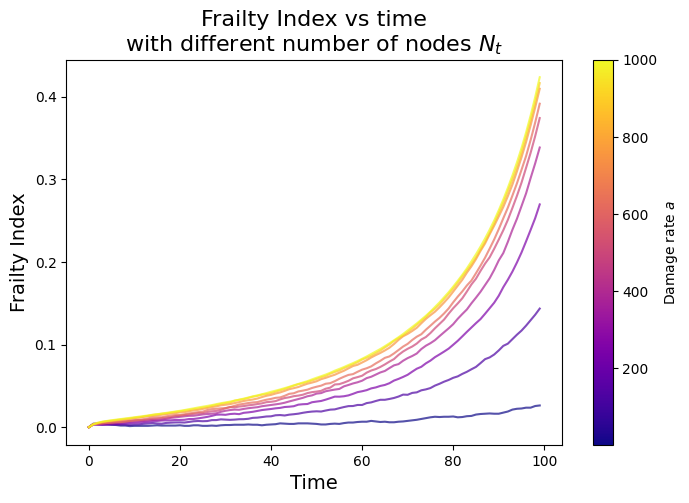 Frailty Index vs time
with different number of nodes $N_t$
Frailty Index
0.4
0.3
0.2
0.1
0.0
0 20 40 60 80 100
Time
1000
800
600
400
200
Damage rate a